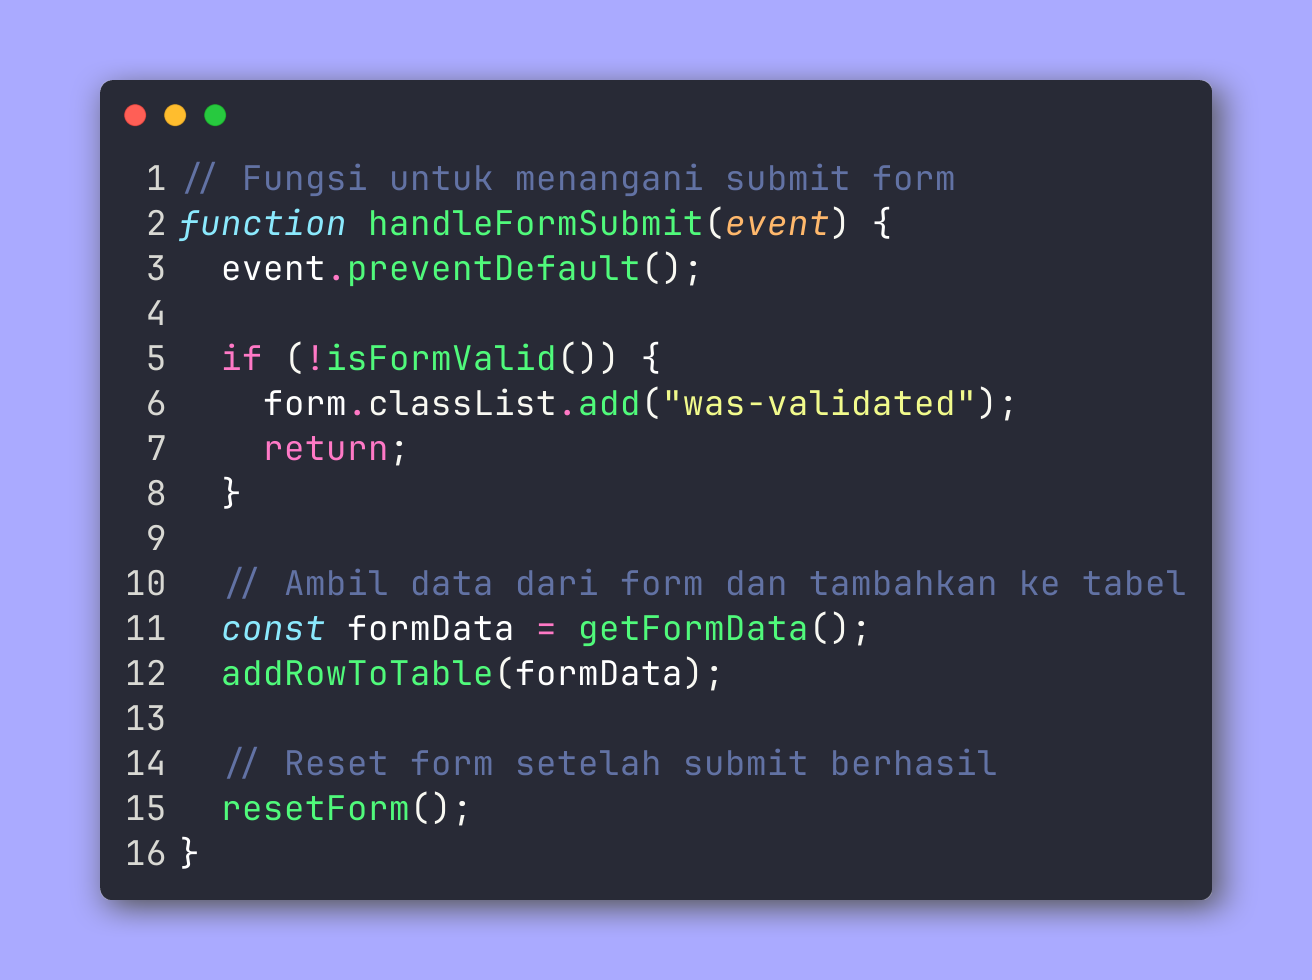 1 // Fungsi untuk menangani submit form
2 function handleFormSubmit(event) {
3   event.preventDefault();
4
5   if (!isFormValid()) {
6     form.classList.add("was-validated");
7     return;
8   }
9
10   // Ambil data dari form dan tambahkan ke tabel
11   const formData = getFormData();
12   addRowToTable(formData);
13
14   // Reset form setelah submit berhasil
15   resetForm();
16 }